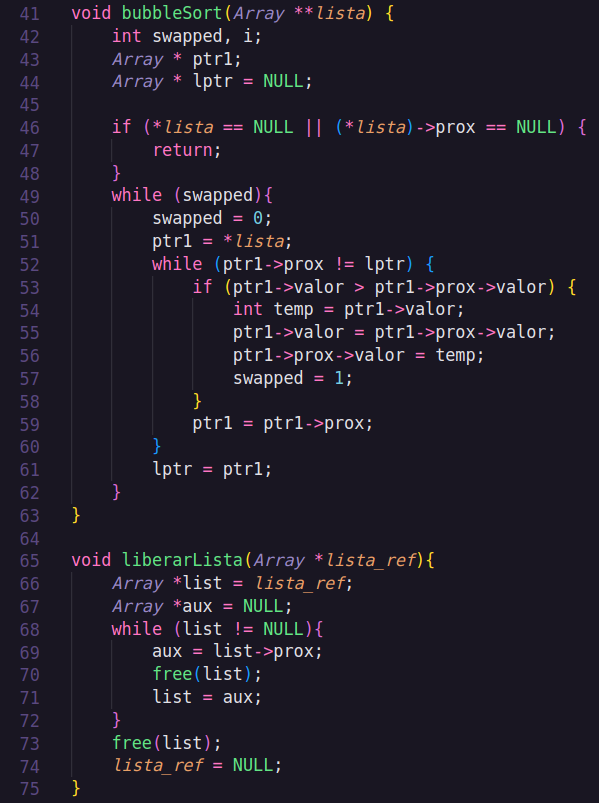 41 void bubbleSort(Array **lista) {
42     int swapped, i;
43     Array * ptr1;
44     Array * lptr = NULL;
45
46     if (*lista == NULL || (*lista)->prox == NULL) {
47         return;
48     }
49     while (swapped){
50         swapped = 0;
51         ptr1 = *lista;
52         while (ptr1->prox != lptr) {
53             if (ptr1->valor > ptr1->prox->valor) {
54                 int temp = ptr1->valor;
55                 ptr1->valor = ptr1->prox->valor;
56                 ptr1->prox->valor = temp;
57                 swapped = 1;
58             }
59             ptr1 = ptr1->prox;
60         }
61         lptr = ptr1;
62     }
63 }
64
65 void liberarLista(Array *lista_ref){
66     Array *list = lista_ref;
67     Array *aux = NULL;
68     while (list != NULL){
69         aux = list->prox;
70         free(list);
71         list = aux;
72     }
73     free(list);
74     lista_ref = NULL;
75 }